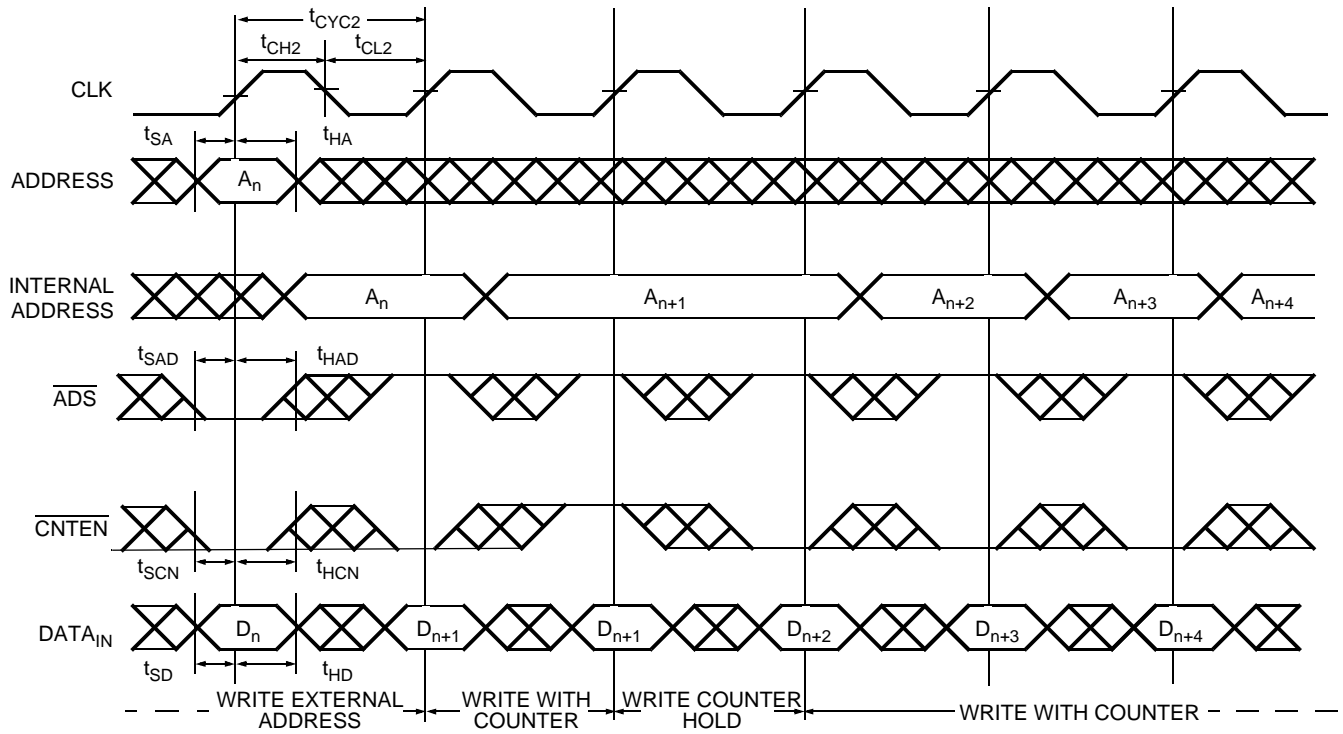 tCYC2
tCH2 tCL2
CLK
tSA tHA
ADDRESS An
INTERNAL ADDRESS An An+1 An+2 An+3 An+4
tSAD tHAD
ADS
CNTEN
tSCN tHCN
DATAIN Dn Dn+1 Dn+1 Dn+2 Dn+3 Dn+4
tSD tHD
WRITE EXTERNAL ADDRESS
WRITE WITH COUNTER
WRITE COUNTER HOLD
WRITE WITH COUNTER